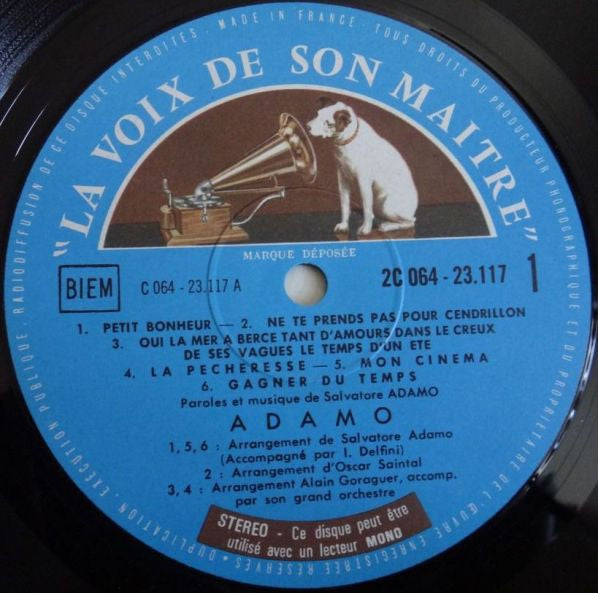 DUPLICATION, EXÉCUTION PUBLIQUE, RADIODIFFUSION DE CE DISQUE INTERDITES . MADE IN FRANCE . TOUS DROITS DU PRODUCTEUR PHONOGRAPHIQUE ET DU PROPRIÉTAIRE DE L'ŒUVRE ENREGISTRÉE RÉSERVÉS
"LA VOIX DE SON MAITRE"
MARQUE DÉPOSÉE
BIEM C 064 - 23.117 A 2C 064 - 23.117 1
1. PETIT BONHEUR — 2. NE TE PRENDS PAS POUR CENDRILLON
3. OUI LA MER A BERCE TANT D'AMOURS DANS LE CREUX
DE SES VAGUES LE TEMPS D'UN ETE
4. LA PECHERESSE — 5. MON CINEMA
6. GAGNER DU TEMPS
Paroles et musique de Salvatore ADAMO
ADAMO
1, 5, 6 : Arrangement de Salvatore Adamo
(Accompagné par I. Delfini)
2 : Arrangement d'Oscar Saintal
3, 4 : Arrangement Alain Goraguer, accomp.
par son grand orchestre
STEREO - Ce disque peut être
utilisé avec un lecteur MONO